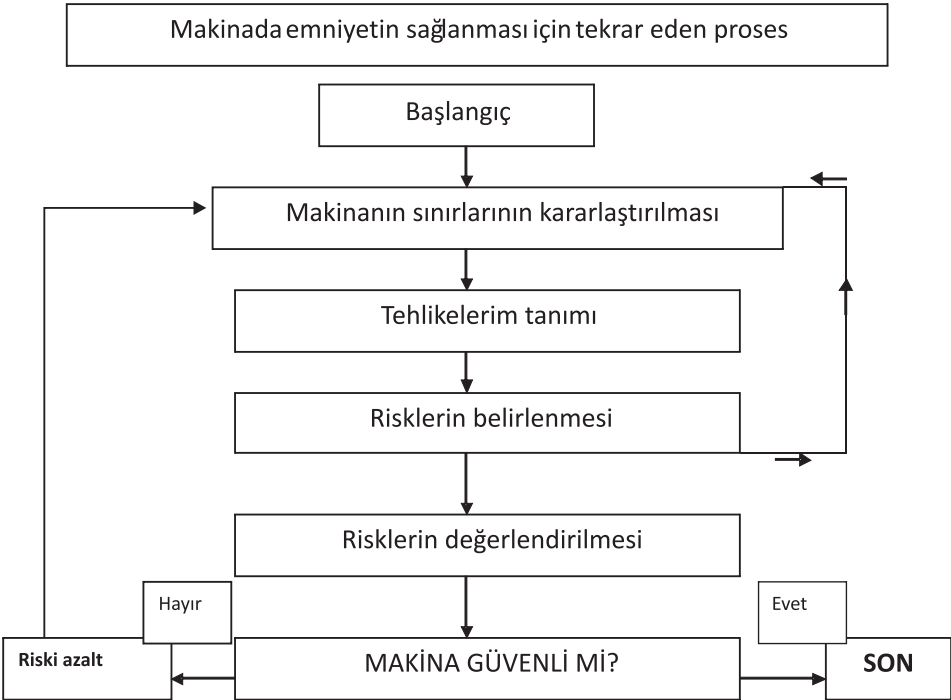 Makinada emniyetin sağlanması için tekrar eden proses
Başlangıç
Makinanın sınırlarının kararlaştırılması
Tehlikelerim tanımı
Risklerin belirlenmesi
Risklerin değerlendirilmesi
Hayır
Evet
Riski azalt
MAKİNA GÜVENLİ Mİ?
SON